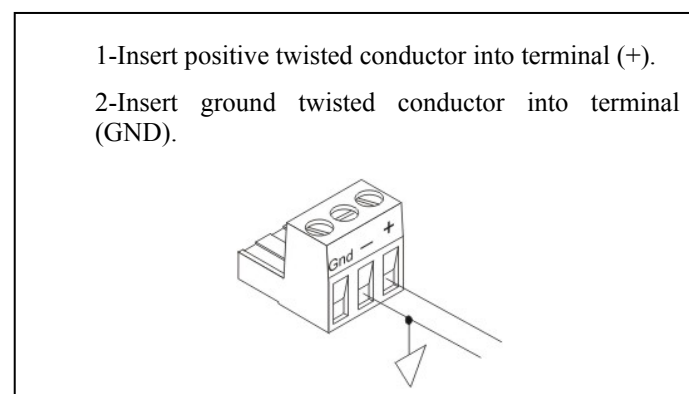 1-Insert positive twisted conductor into terminal (+).
2-Insert ground twisted conductor into terminal
(GND).
Gnd — +